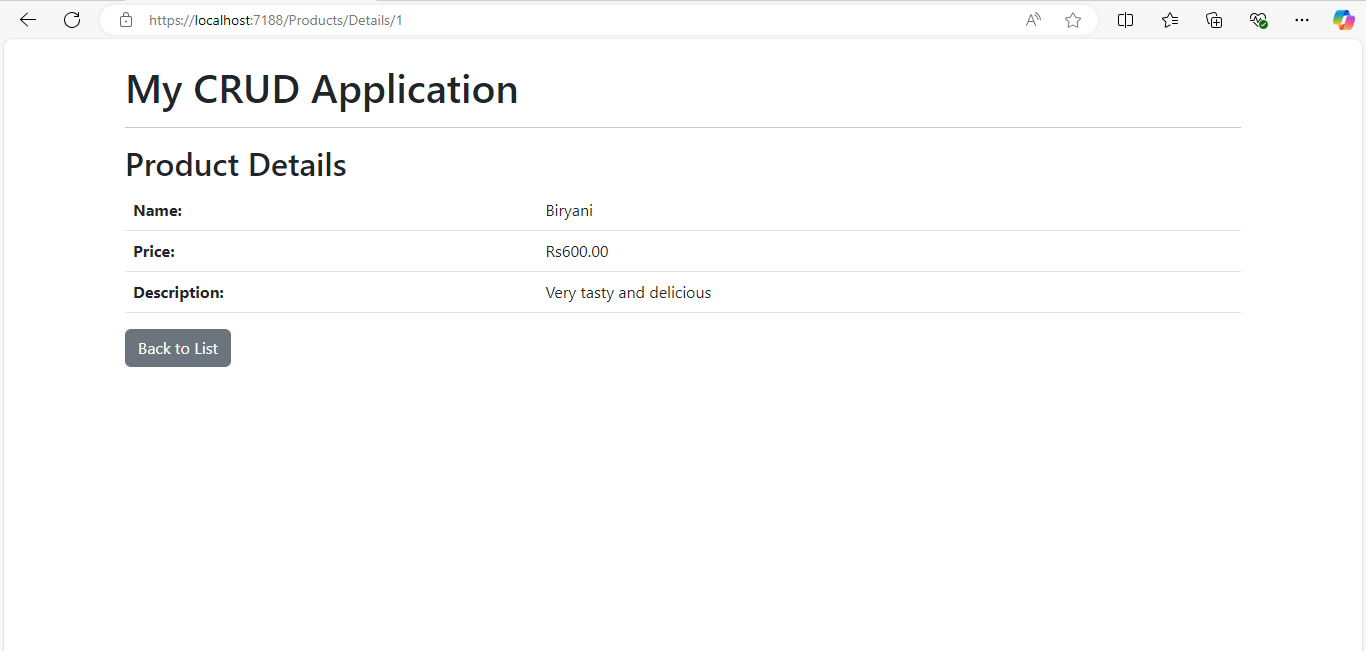 https://localhost:7188/Products/Details/1
My CRUD Application
Product Details
Name: Biryani
Price: Rs600.00
Description: Very tasty and delicious
Back to List